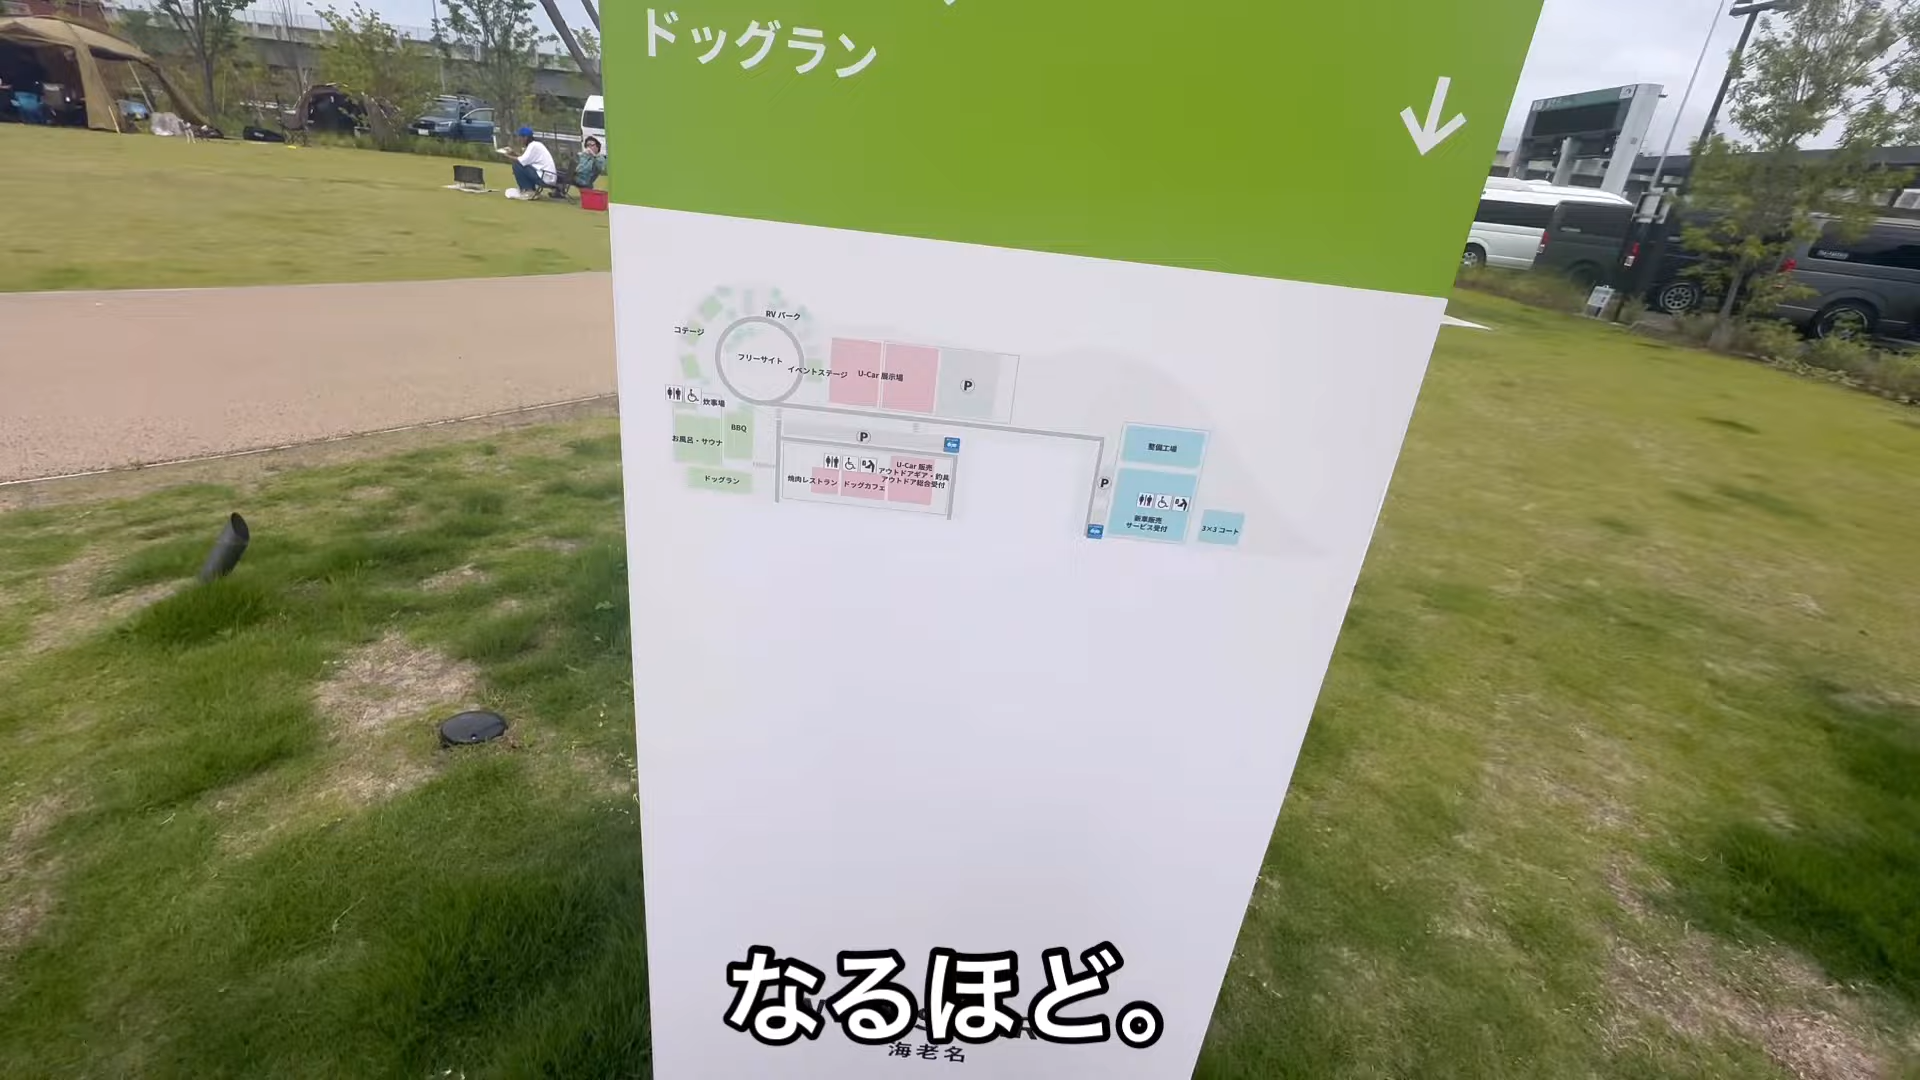 ドッグラン
RV パーク
コテージ
フリーサイト
イベントステージ
U-Car 展示場
P
炊事場
お風呂・サウナ
BBQ
ドッグラン
P
U-Car 販売
アウトドアギア・釣具
アウトドア総合受付
焼肉レストラン
ドッグカフェ
P
整備工場
新車販売
サービス受付
3×3 コート
なるほど。
海老名